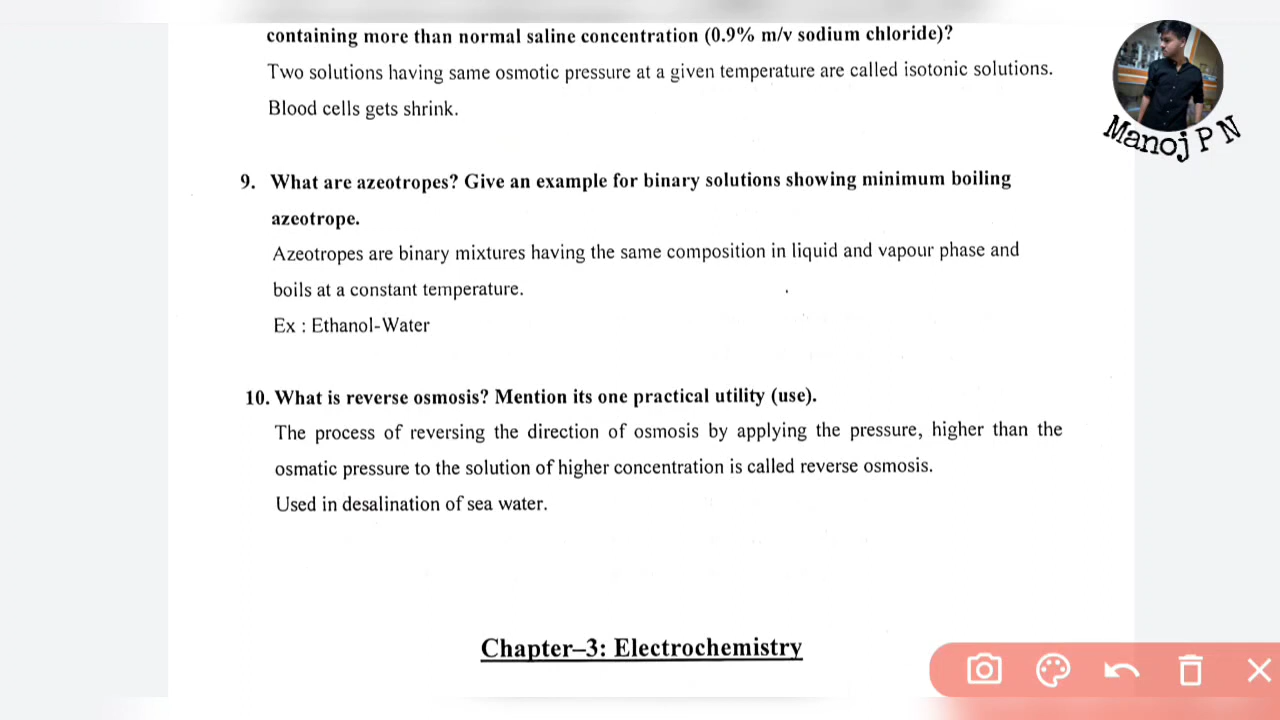 containing more than normal saline concentration (0.9% m/v sodium chloride)?
Two solutions having same osmotic pressure at a given temperature are called isotonic solutions.
Blood cells gets shrink.
9. What are azeotropes? Give an example for binary solutions showing minimum boiling
azeotrope.
Azeotropes are binary mixtures having the same composition in liquid and vapour phase and
boils at a constant temperature.
Ex : Ethanol-Water
10. What is reverse osmosis? Mention its one practical utility (use).
The process of reversing the direction of osmosis by applying the pressure, higher than the
osmatic pressure to the solution of higher concentration is called reverse osmosis.
Used in desalination of sea water.
Chapter–3: Electrochemistry
Manoj P N